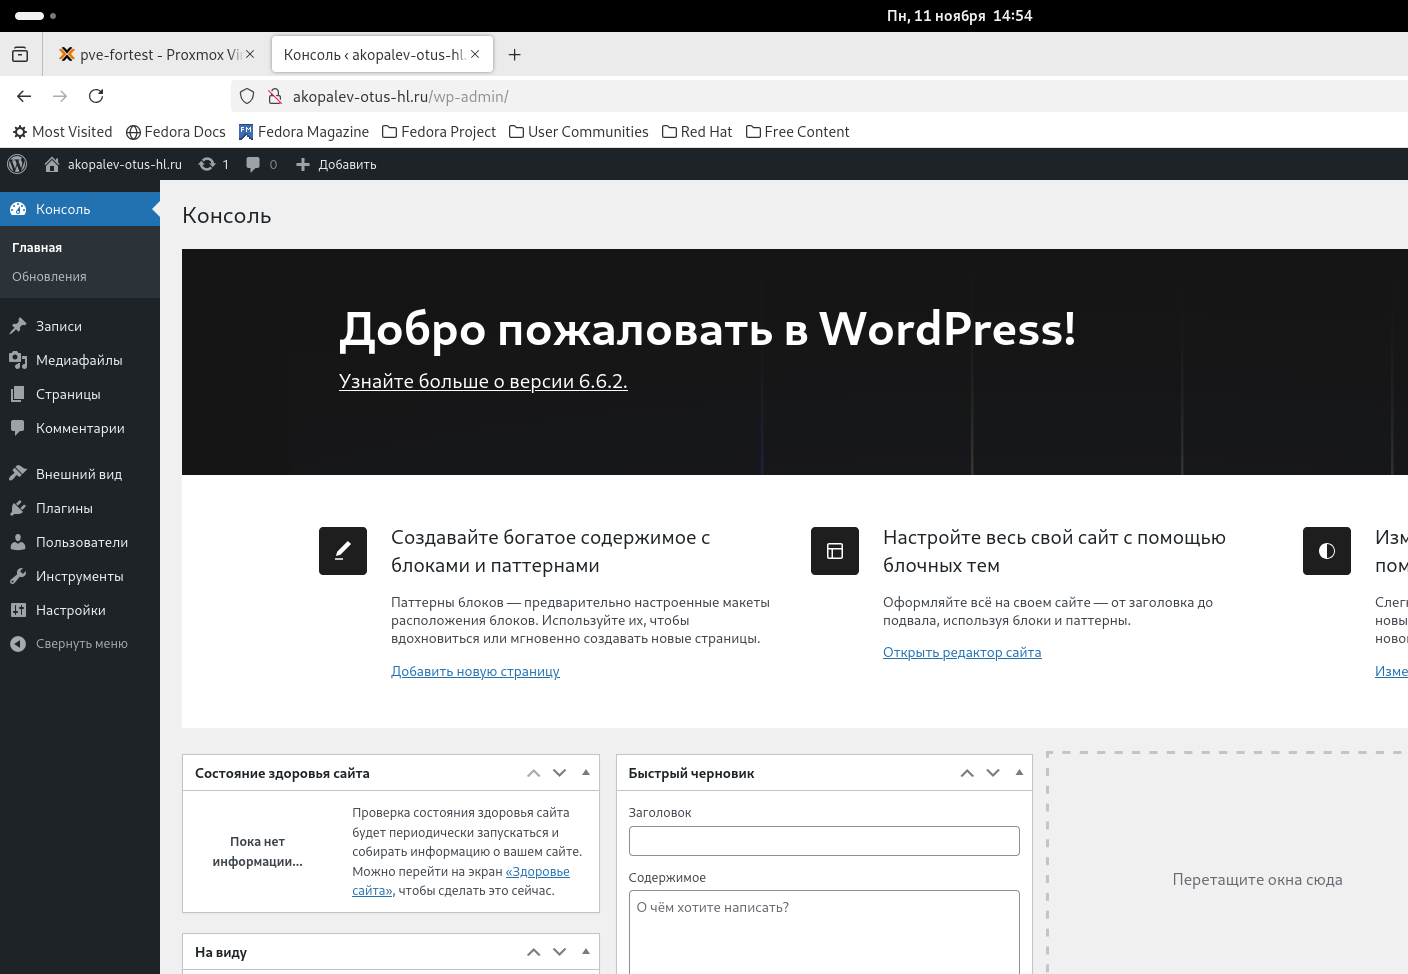 Пн, 11 ноября 14:54
pve-fortest - Proxmox Vi
Консоль ‹ akopalev-otus-hl.
akopalev-otus-hl.ru/wp-admin/
Most Visited Fedora Docs Fedora Magazine Fedora Project User Communities Red Hat Free Content
akopalev-otus-hl.ru 1 0 Добавить
Консоль
Главная
Обновления
Записи
Медиафайлы
Страницы
Комментарии
Внешний вид
Плагины
Пользователи
Инструменты
Настройки
Свернуть меню
Консоль
Добро пожаловать в WordPress!
Узнайте больше о версии 6.6.2.
Создавайте богатое содержимое с
блоками и паттернами
Паттерны блоков — предварительно настроенные макеты
расположения блоков. Используйте их, чтобы
вдохновиться или мгновенно создавать новые страницы.
Добавить новую страницу
Настройте весь свой сайт с помощью
блочных тем
Оформляйте всё на своем сайте — от заголовка до
подвала, используя блоки и паттерны.
Открыть редактор сайта
Изм
пом
Слег
новы
ново
Изме
Состояние здоровья сайта
Пока нет
информации...
Проверка состояния здоровья сайта
будет периодически запускаться и
собирать информацию о вашем сайте.
Можно перейти на экран «Здоровье
сайта», чтобы сделать это сейчас.
На виду
Быстрый черновик
Заголовок
Содержимое
О чём хотите написать?
Перетащите окна сюда